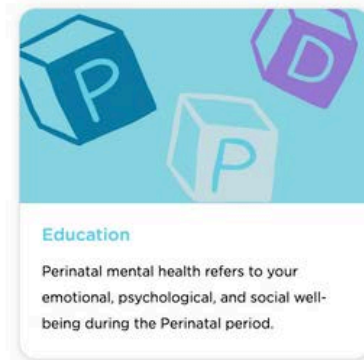 P
D
P
Education
Perinatal mental health refers to your
emotional, psychological, and social well-
being during the Perinatal period.